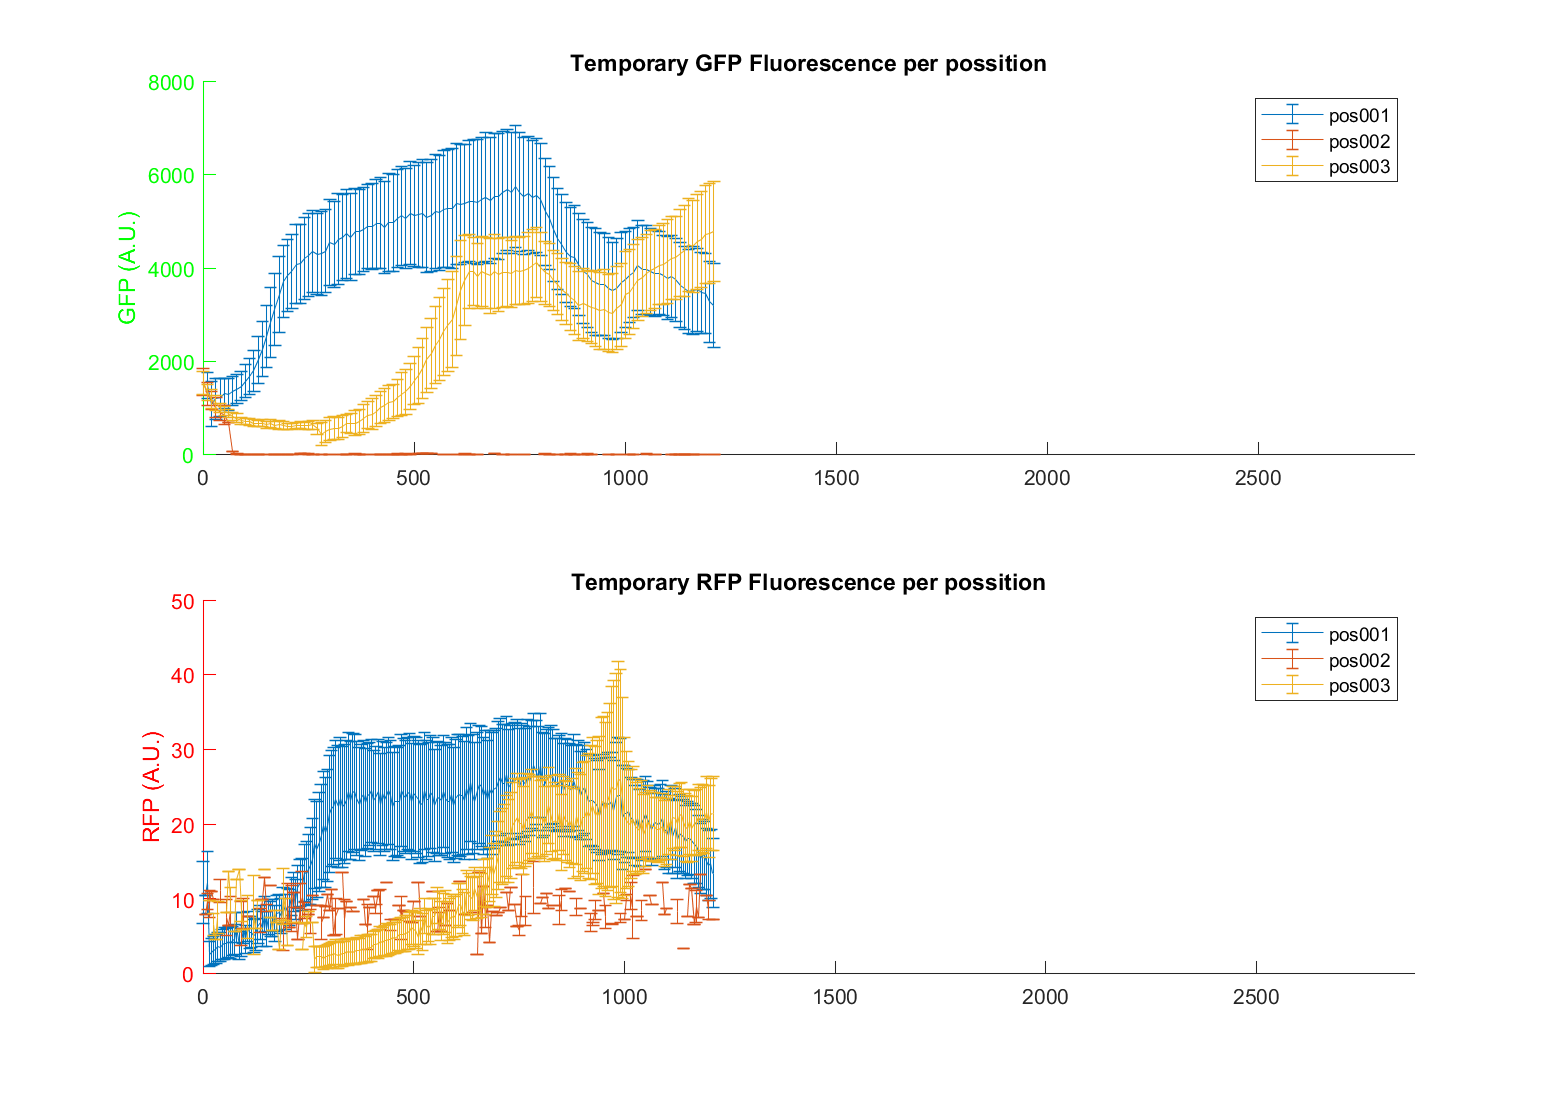 Temporary GFP Fluorescence per possition
8000
6000
4000
2000
0
GFP (A.U.)
0 500 1000 1500 2000 2500
pos001
pos002
pos003
Temporary RFP Fluorescence per possition
50
40
30
20
10
0
RFP (A.U.)
0 500 1000 1500 2000 2500
pos001
pos002
pos003